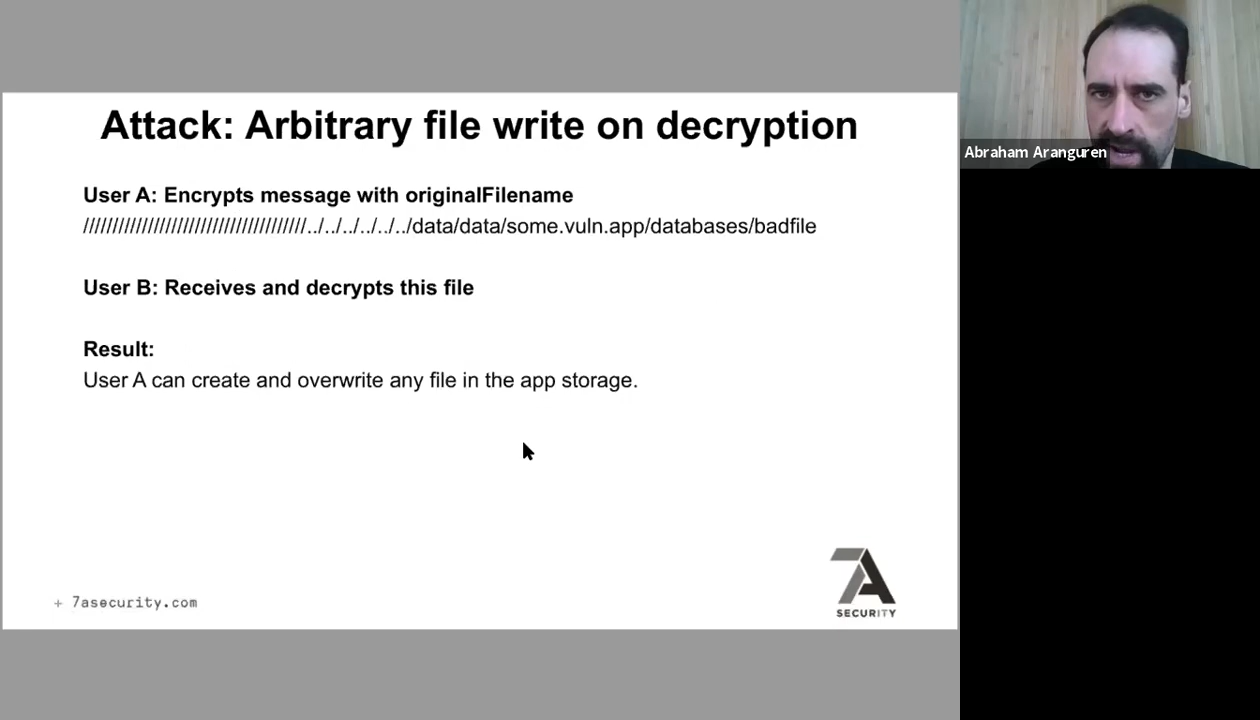 Attack: Arbitrary file write on decryption
User A: Encrypts message with originalFilename
//////////////////////////////////////../../../../../../data/data/some.vuln.app/databases/badfile
User B: Receives and decrypts this file
Result:
User A can create and overwrite any file in the app storage.
+ 7asecurity.com
7A
SECURITY
Abraham Aranguren